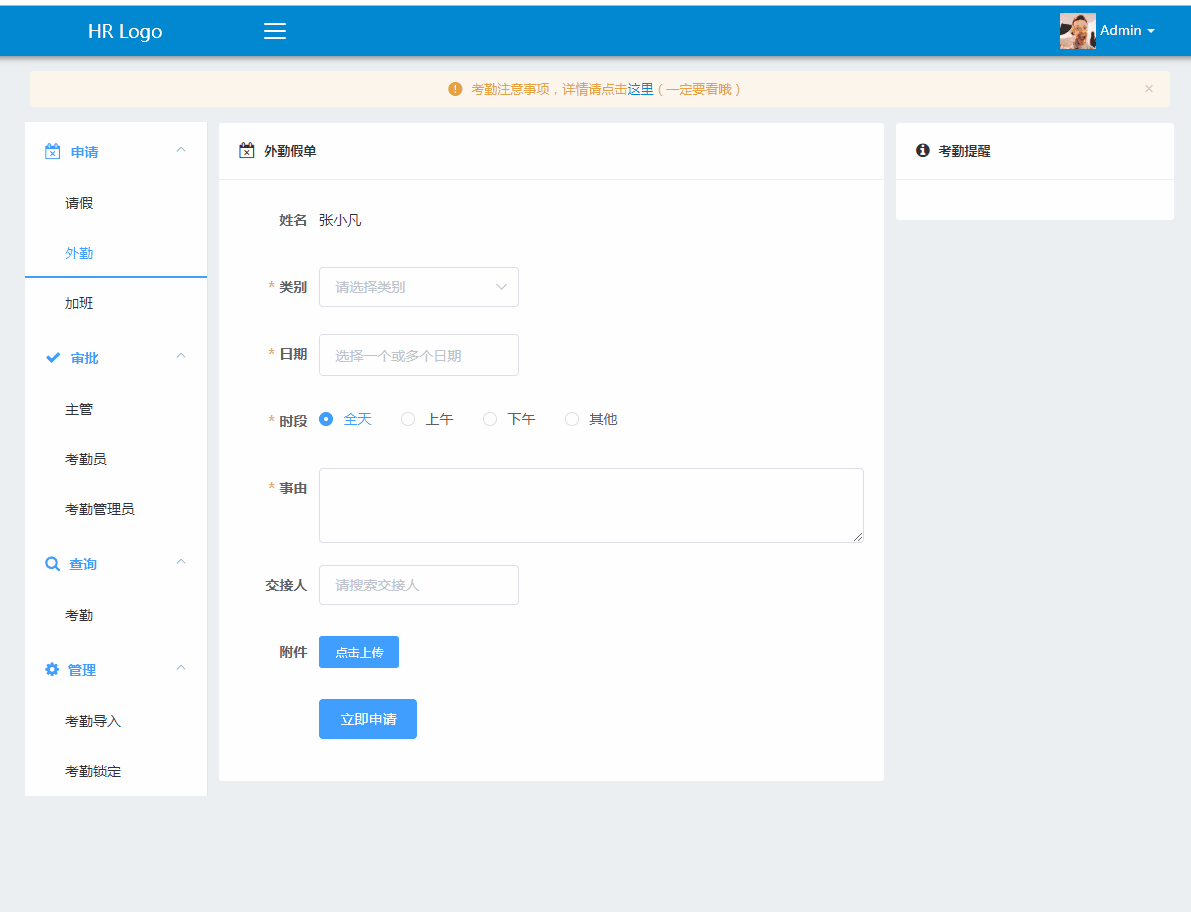 HR Logo
Admin
考勤注意事项，详情请点击这里（一定要看哦）
申请
请假
外勤
加班
审批
主管
考勤员
考勤管理员
查询
考勤
管理
考勤导入
考勤锁定
外勤假单
姓名 张小凡
* 类别 请选择类别
* 日期 选择一个或多个日期
* 时段 全天 上午 下午 其他
* 事由
交接人 请搜索交接人
附件 点击上传
立即申请
考勤提醒